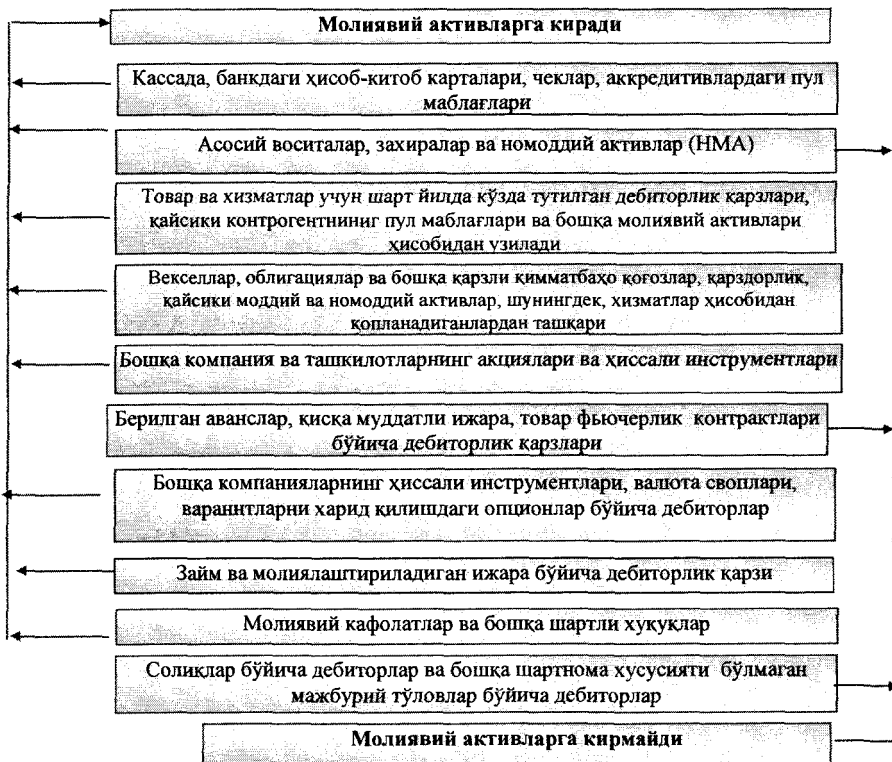 Молиявий активларга киради
Кассада, банкдаги ҳисоб-китоб карталари, чеклар, аккредитивлардаги пул
маблағлари
Асосий воситалар, захиралар ва номоддий активлар (НМА)
Товар ва хизматлар учун шарт йилда кўзда тутилган дебиторлик қарзлари,
қайсики контрогентнинг пул маблағлари ва бошқа молиявий активлари
ҳисобидан узилади
Векселлар, облигациялар ва бошқа қарзли қимматбаҳо қоғозлар, қарздорлик,
қайсики моддий ва номоддий активлар, шунингдек, хизматлар ҳисобидан
қопланадиганлардан ташқари
Бошқа компания ва ташкилотларнинг акциялари ва ҳиссали инструментлари
Берилган аванслар, қисқа муддатли ижара, товар фьючерлик контрактлари
бўйича дебиторлик қарзлари
Бошқа компанияларнинг ҳиссали инструментлари, валюта своплари,
вараннтларни харид қилишдаги опционлар бўйича дебиторлар
Займ ва молиялаштириладиган ижара бўйича дебиторлик қарзи
Молиявий кафолатлар ва бошқа шартли хуқуқлар
Солиқлар бўйича дебиторлар ва бошқа шартнома хусусияти бўлмаган
мажбурий тўловлар бўйича дебиторлар
Молиявий активларга кирмайди